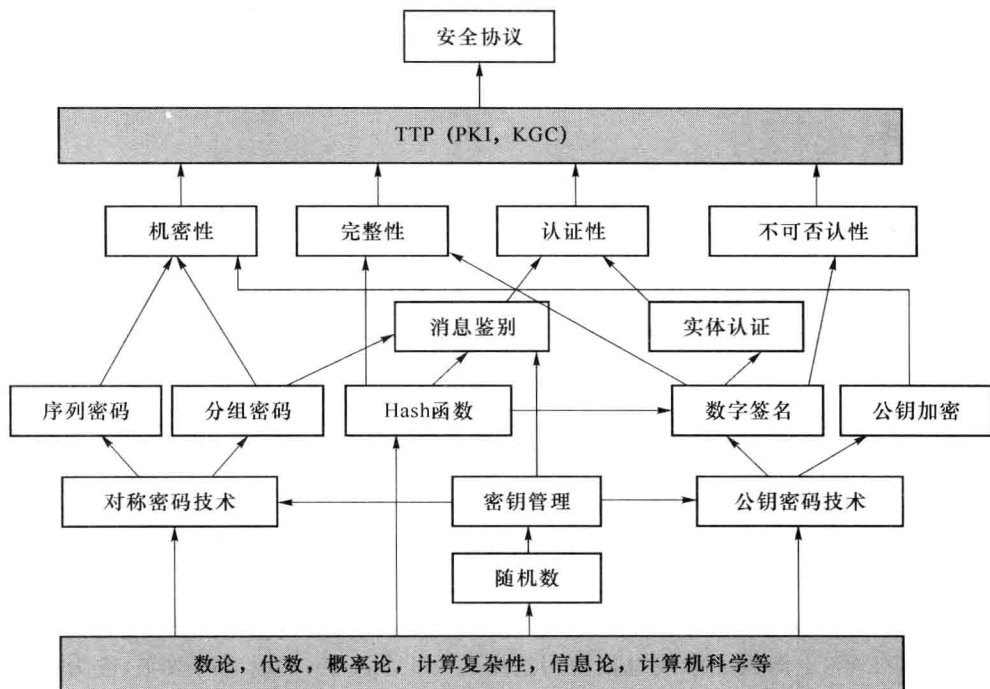 安全协议
TTP (PKI, KGC)
机密性
完整性
认证性
不可否认性
消息鉴别
实体认证
序列密码
分组密码
Hash函数
数字签名
公钥加密
对称密码技术
密钥管理
公钥密码技术
随机数
数论，代数，概率论，计算复杂性，信息论，计算机科学等